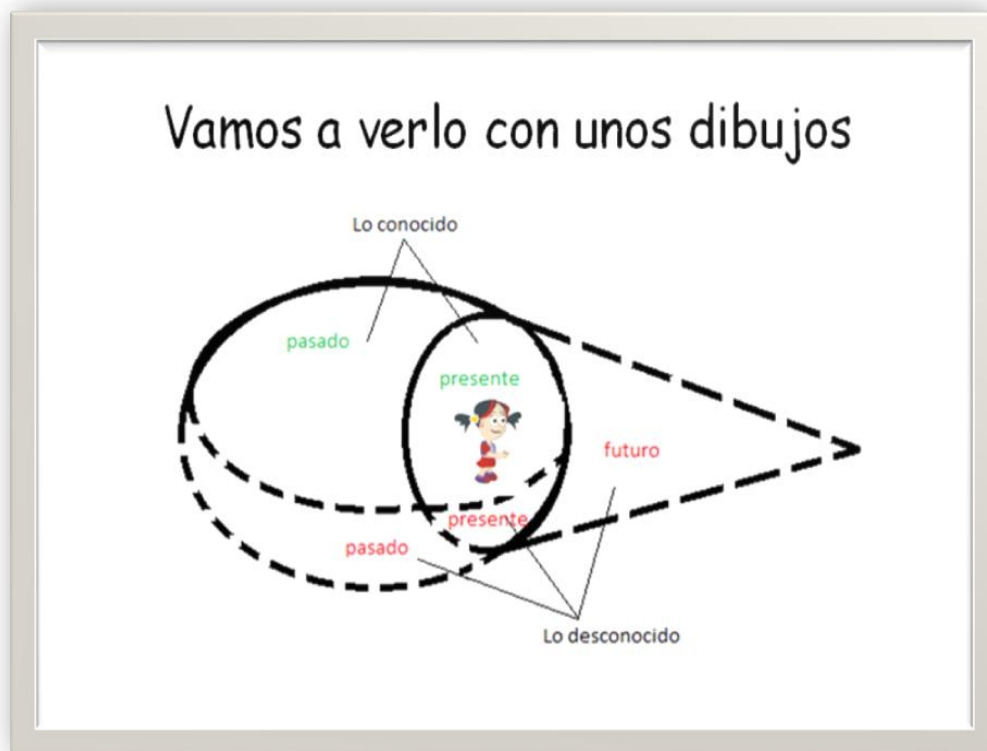 Vamos a verlo con unos dibujos
Lo conocido
pasado
presente
futuro
presente
pasado
Lo desconocido